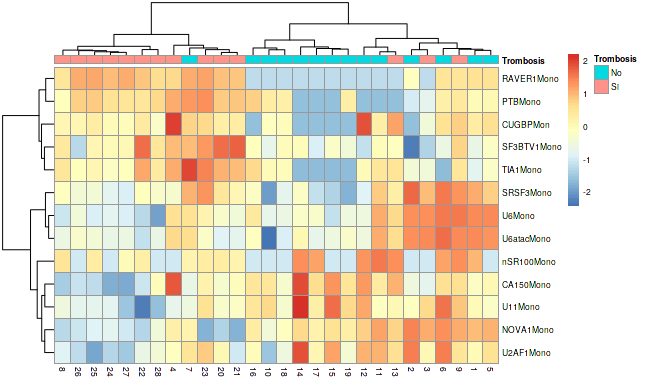 Trombosis
RAVER1Mono
PTBMono
CUGBPMon
SF3BTV1Mono
TIA1Mono
SRSF3Mono
U6Mono
U6atacMono
nSR100Mono
CA150Mono
U11Mono
NOVA1Mono
U2AF1Mono
8 26 25 24 27 22 28 4 7 23 20 21 16 10 18 14 17 15 19 12 11 13 2 3 6 9 1 5
2
1
0
-1
-2
Trombosis
No
SI